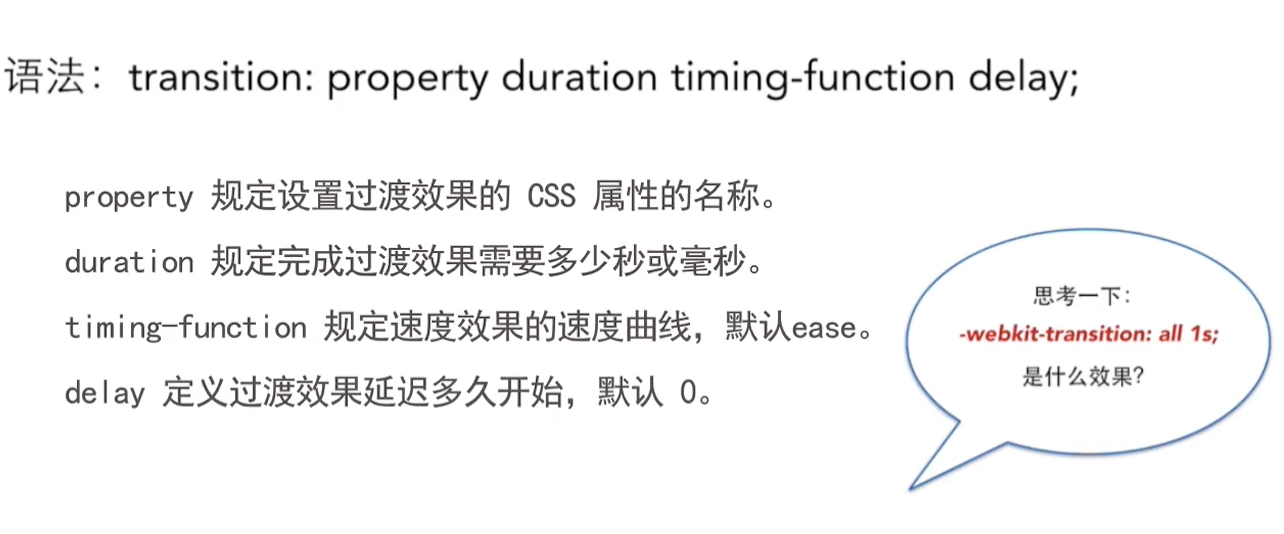 语法：transition: property duration timing-function delay;
property 规定设置过渡效果的 CSS 属性的名称。
duration 规定完成过渡效果需要多少秒或毫秒。
timing-function 规定速度效果的速度曲线，默认ease。
delay 定义过渡效果延迟多久开始，默认 0。
思考一下：
-webkit-transition: all 1s;
是什么效果？